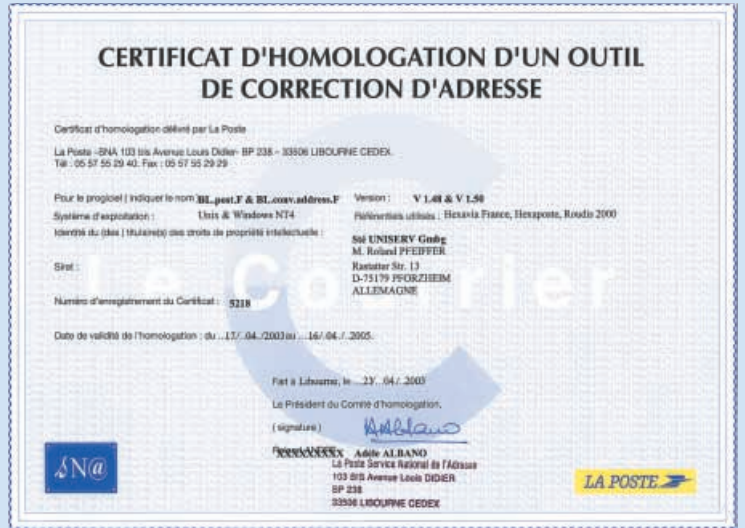 CERTIFICAT D'HOMOLOGATION D'UN OUTIL
DE CORRECTION D'ADRESSE
Certificat d'homologation délivré par La Poste
La Poste -SNA 103 bis Avenue Louis Didier- BP 238 - 33506 LIBOURNE CEDEX.
Tél : 05 57 55 29 40. Fax : 05 57 55 29 29
Pour le progiciel ( indiquer le nom BL.post.F & BL.conv.address.F Version : V 1.48 & V 1.50
Système d'exploitation : Unix & Windows NT4 Référentiels utilisés : Hexavia France, Hexaposte, Roudis 2000
Identité du (des ) titulaire(s) des droits de propriété intellectuelle :
Sté UNISERV Gmbg
M. Roland PFEIFFER
Siret : Rastatter Str. 13
D-75179 PFORZHEIM
ALLEMAGNE
Le Courrier
Numéro d'enregistrement du Certificat : 5218
Date de validité de l'homologation : du ..17/ .04. /2003 au ....16/ 04. / .2005.
Fait à Libourne, le ...23/. .04./ .2003
Le Président du Comité d'homologation,
( signature )
AAlbano
XXXXXXXXX Adèle ALBANO
La Poste Service National de l'Adresse
103 BIS Avenue Louis DIDIER
BP 238
33506 LIBOURNE CEDEX
SN@
LA POSTE